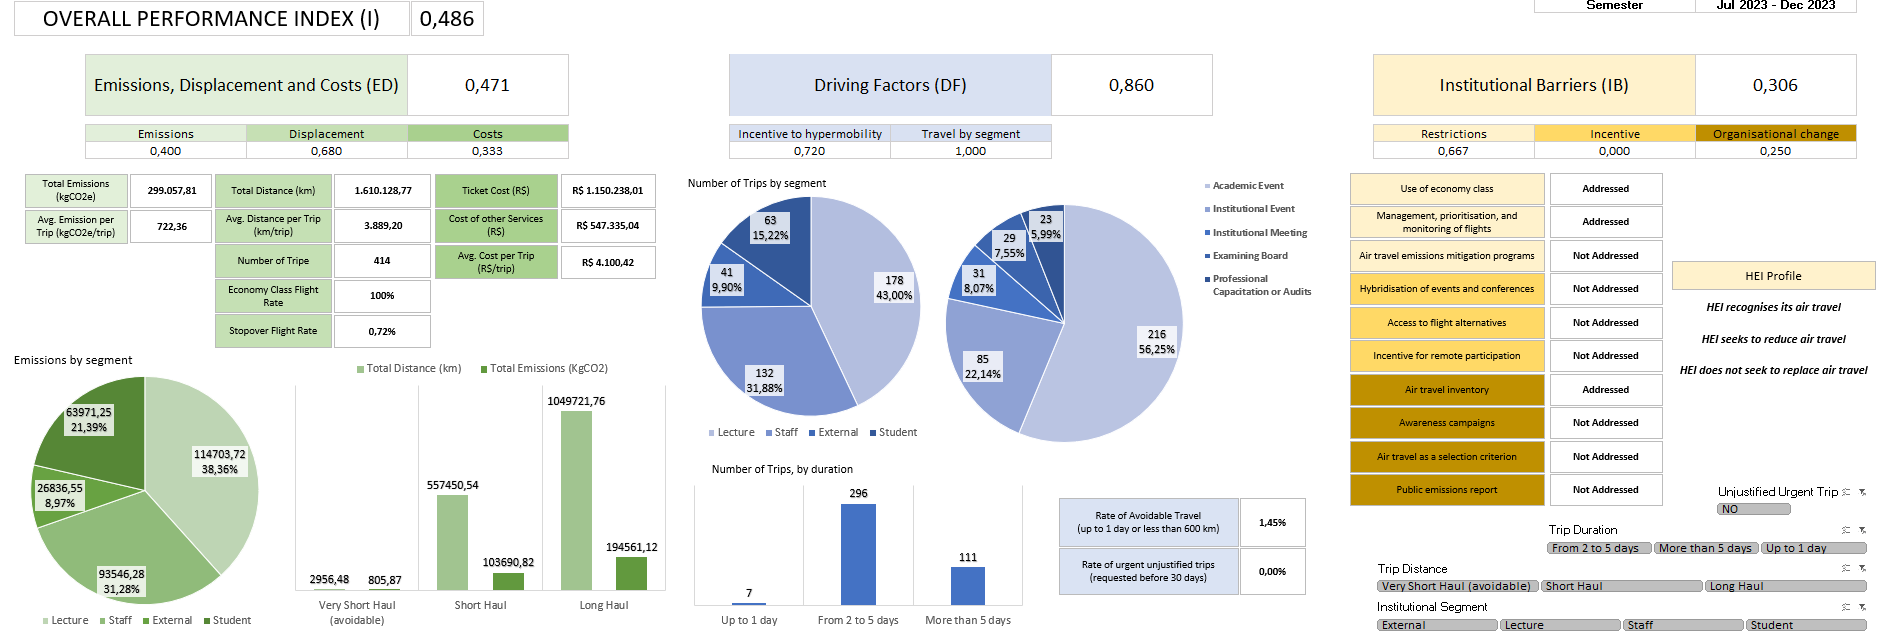 OVERALL PERFORMANCE INDEX (I) 0,486
Semester Jul 2023 - Dec 2023
Emissions, Displacement and Costs (ED) 0,471
Emissions Displacement Costs
0,400 0,680 0,333
Total Emissions
(kgCO2e)
299.057,81
Avg. Emission per
Trip (kgCO2e/trip)
722,36
Total Distance (km) 1.610.128,77
Avg. Distance per Trip
(km/trip)
3.889,20
Number of Tripe 414
Economy Class Flight
Rate
100%
Stopover Flight Rate 0,72%
Ticket Cost (R$) R$ 1.150.238,01
Cost of other Services
(R$)
R$ 547.335,04
Avg. Cost per Trip
(R$/trip)
R$ 4.100,42
Emissions by segment
63971,25
21,39%
114703,72
38,36%
26836,55
8,97%
93546,28
31,28%
Lecture Staff External Student
Total Distance (km) Total Emissions (KgCO2)
1049721,76
557450,54
194561,12
103690,82
2956,48 805,87
Very Short Haul
(avoidable)
Short Haul
Long Haul
Driving Factors (DF) 0,860
Incentive to hypermobility Travel by segment
0,720 1,000
Number of Trips by segment
63
15,22%
41
9,90%
178
43,00%
132
31,88%
Lecture Staff External Student
23
5,99%
29
7,55%
31
8,07%
216
56,25%
85
22,14%
Academic Event
Institutional Event
Institutional Meeting
Examining Board
Professional
Capacitation or Audits
Number of Trips, by duration
296
111
7
Up to 1 day From 2 to 5 days More than 5 days
Rate of Avoidable Travel
(up to 1 day or less than 600 km)
1,45%
Rate of urgent unjustified trips
(requested before 30 days)
0,00%
Institutional Barriers (IB) 0,306
Restrictions Incentive Organisational change
0,667 0,000 0,250
Use of economy class Addressed
Management, prioritisation, and
monitoring of flights
Addressed
Air travel emissions mitigation programs Not Addressed
Hybridisation of events and conferences Not Addressed
Access to flight alternatives Not Addressed
Incentive for remote participation Not Addressed
Air travel inventory Addressed
Awareness campaigns Not Addressed
Air travel as a selection criterion Not Addressed
Public emissions report Not Addressed
HEI Profile
HEI recognises its air travel
HEI seeks to reduce air travel
HEI does not seek to replace air travel
Unjustified Urgent Trip
NO
Trip Duration
From 2 to 5 days More than 5 days Up to 1 day
Trip Distance
Very Short Haul (avoidable) Short Haul Long Haul
Institutional Segment
External Lecture Staff Student